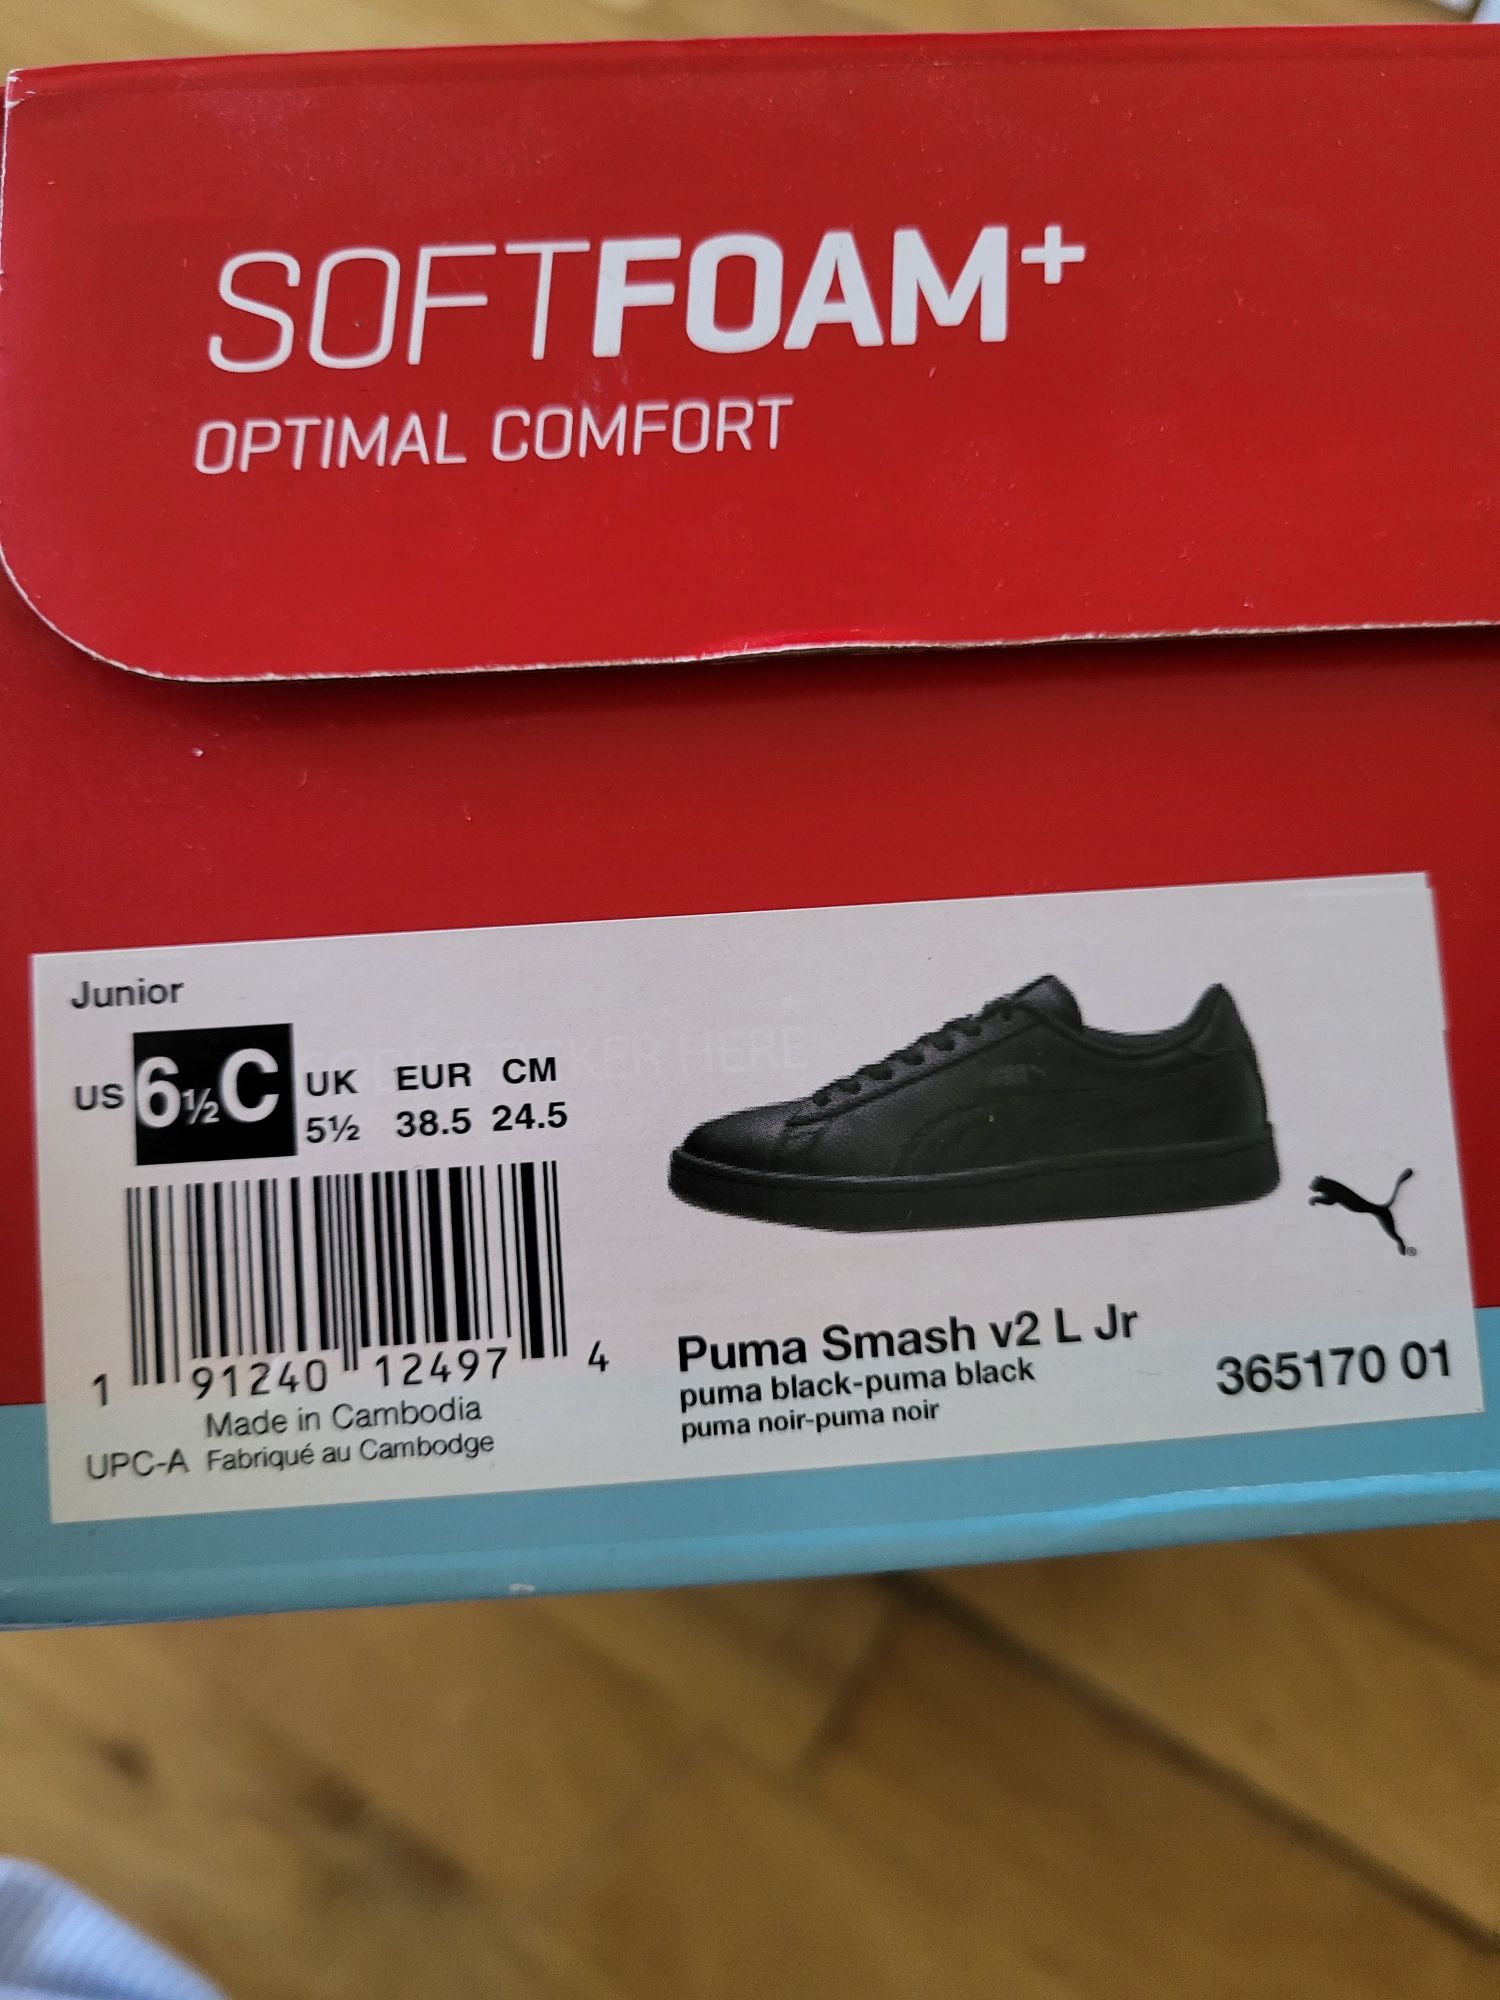 SOFTFOAM+
OPTIMAL COMFORT
Junior
US 6½C UK EUR CM
5½ 38.5 24.5
KER HERE
1 91240 12497 4
Made in Cambodia
UPC-A Fabriqué au Cambodge
Puma Smash v2 L Jr
puma black-puma black
puma noir-puma noir
365170 01